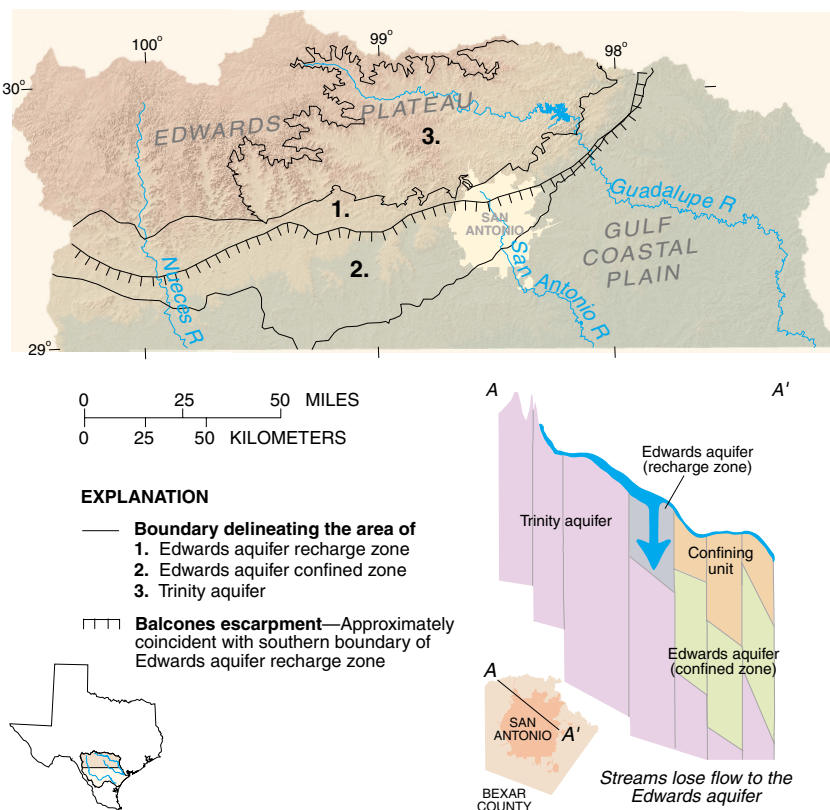 100°
99°
98°
30°
29°
EDWARDS PLATEAU
3.
1.
2.
SAN
ANTONIO
Nueces R
San Antonio R
Guadalupe R
GULF
COASTAL
PLAIN
0 25 50 MILES
0 25 50 KILOMETERS
EXPLANATION
Boundary delineating the area of
1. Edwards aquifer recharge zone
2. Edwards aquifer confined zone
3. Trinity aquifer
Balcones escarpment—Approximately
coincident with southern boundary of
Edwards aquifer recharge zone
A A'
Edwards aquifer
(recharge zone)
Trinity aquifer
Confining
unit
Edwards aquifer
(confined zone)
A
SAN
ANTONIO
A'
BEXAR
COUNTY
Streams lose flow to the
Edwards aquifer